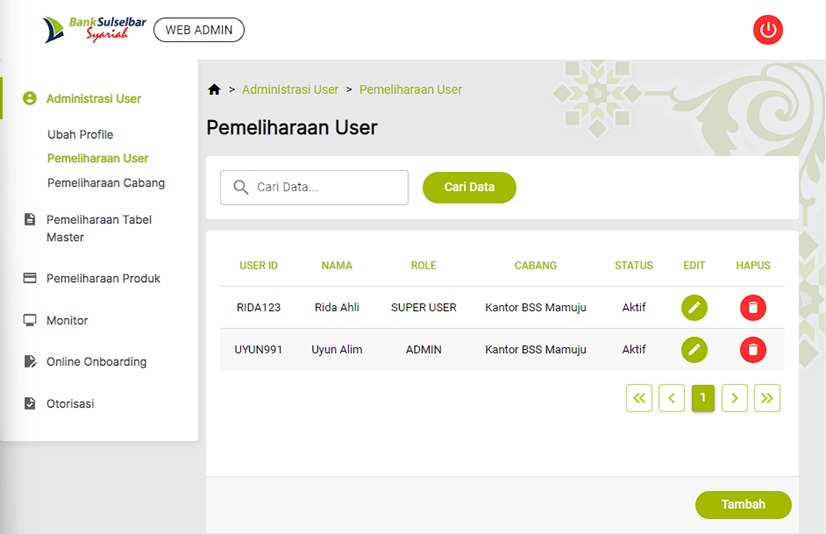 BankSulselbar
Syariah
WEB ADMIN
Administrasi User
Ubah Profile
Pemeliharaan User
Pemeliharaan Cabang
Pemeliharaan Tabel
Master
Pemeliharaan Produk
Monitor
Online Onboarding
Otorisasi
> Administrasi User > Pemeliharaan User
Pemeliharaan User
Cari Data...
Cari Data
USER ID NAMA ROLE CABANG STATUS EDIT HAPUS
RIDA123 Rida Ahli SUPER USER Kantor BSS Mamuju Aktif
UYUN991 Uyun Alim ADMIN Kantor BSS Mamuju Aktif
1
Tambah